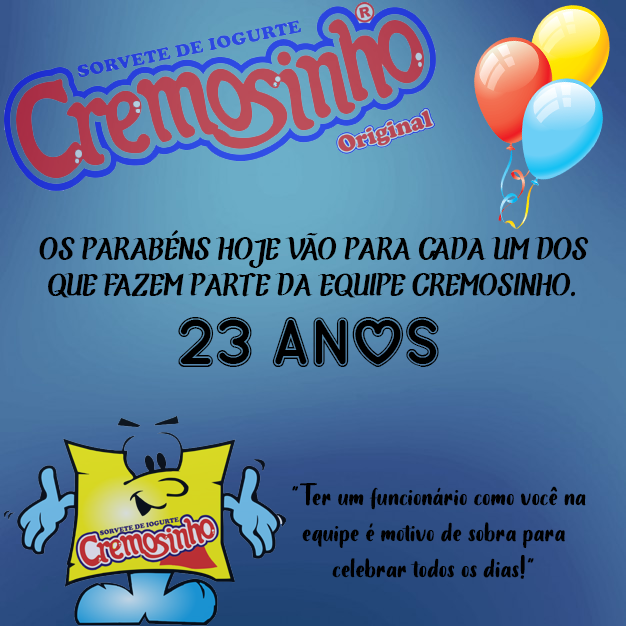 SORVETE DE IOGURTE
Cremosinho®
Original
OS PARABÉNS HOJE VÃO PARA CADA UM DOS
QUE FAZEM PARTE DA EQUIPE CREMOSINHO.
23 ANOS
SORVETE DE IOGURTE
Cremosinho
"Ter um funcionário como você na
equipe é motivo de sobra para
celebrar todos os dias!"